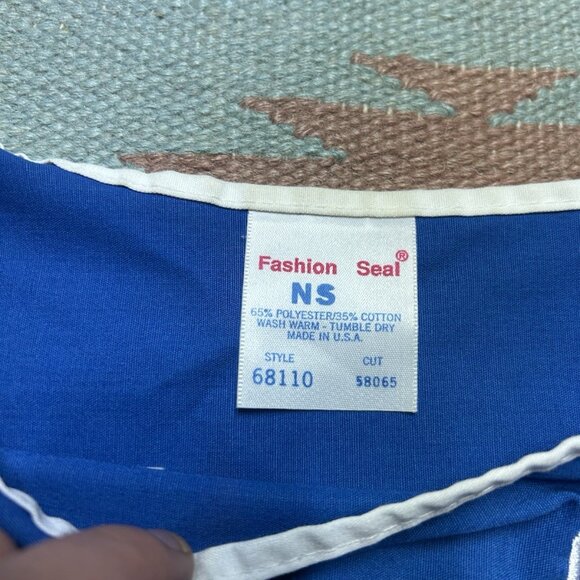 Fashion Seal®
NS
65% POLYESTER/35% COTTON
WASH WARM - TUMBLE DRY
MADE IN U.S.A.
STYLE CUT
68110 58065